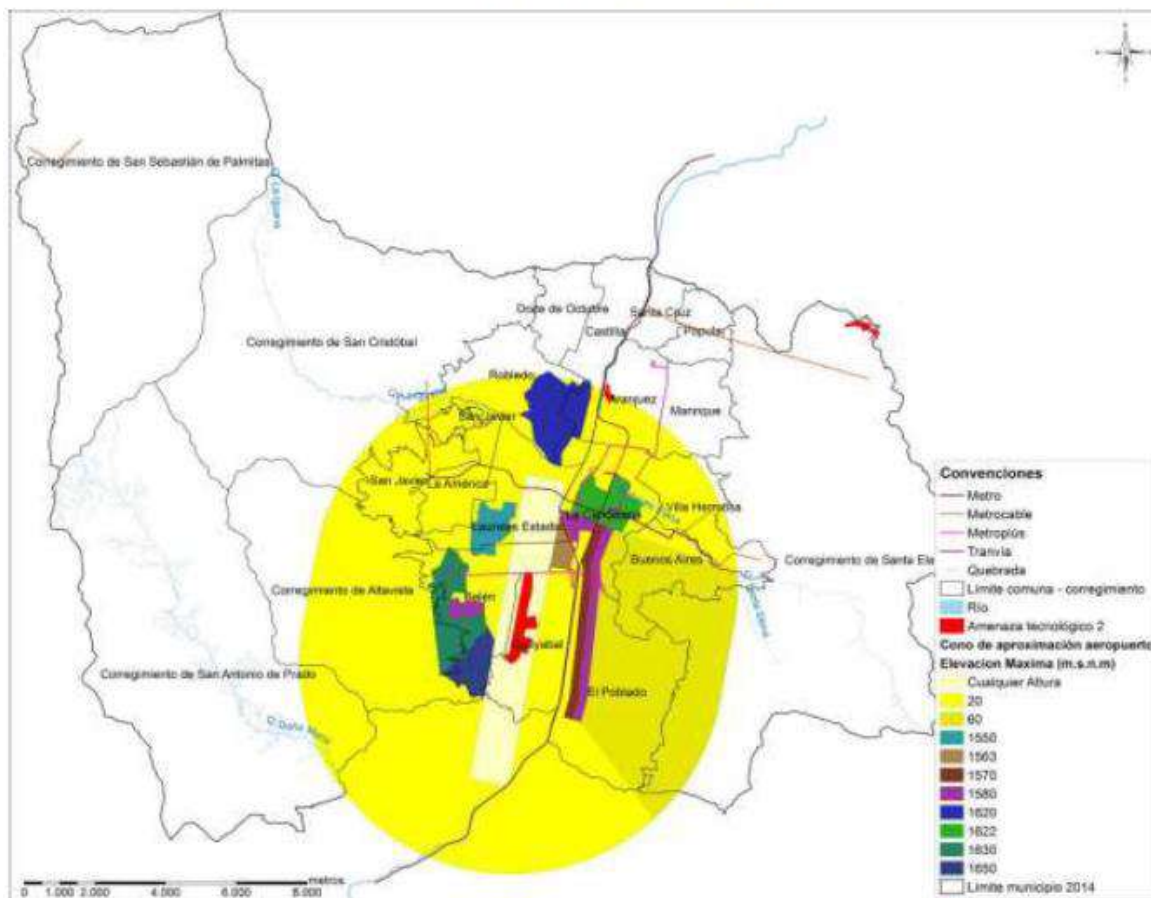 Corregimiento de San Sebastián de Palmitas
Doce de Octubre
Santa Cruz
Castilla
Popular
Corregimiento de San Cristóbal
Robledo
Aranjuez
Manrique
San Javier
San Javier
La América
Villa Hermosa
La Candelaria
Laureles Estadio
Buenos Aires
Corregimiento de Santa Ele
Corregimiento de Altavista
Belén
Guayabal
Corregimiento de San Antonio de Prado
El Poblado
Convenciones
Metro
Metrocable
Metroplús
Tranvía
Quebrada
Límite comuna - corregimiento
Río
Amenaza tecnológico 2
Cono de aproximación aeropuerto
Elevacion Maxima (m.s.n.m)
Cualquier Altura
20
60
1550
1563
1570
1580
1620
1622
1630
1650
Limite municipio 2014
metros
0 1.000 2.000 4.000 6.000 8.000